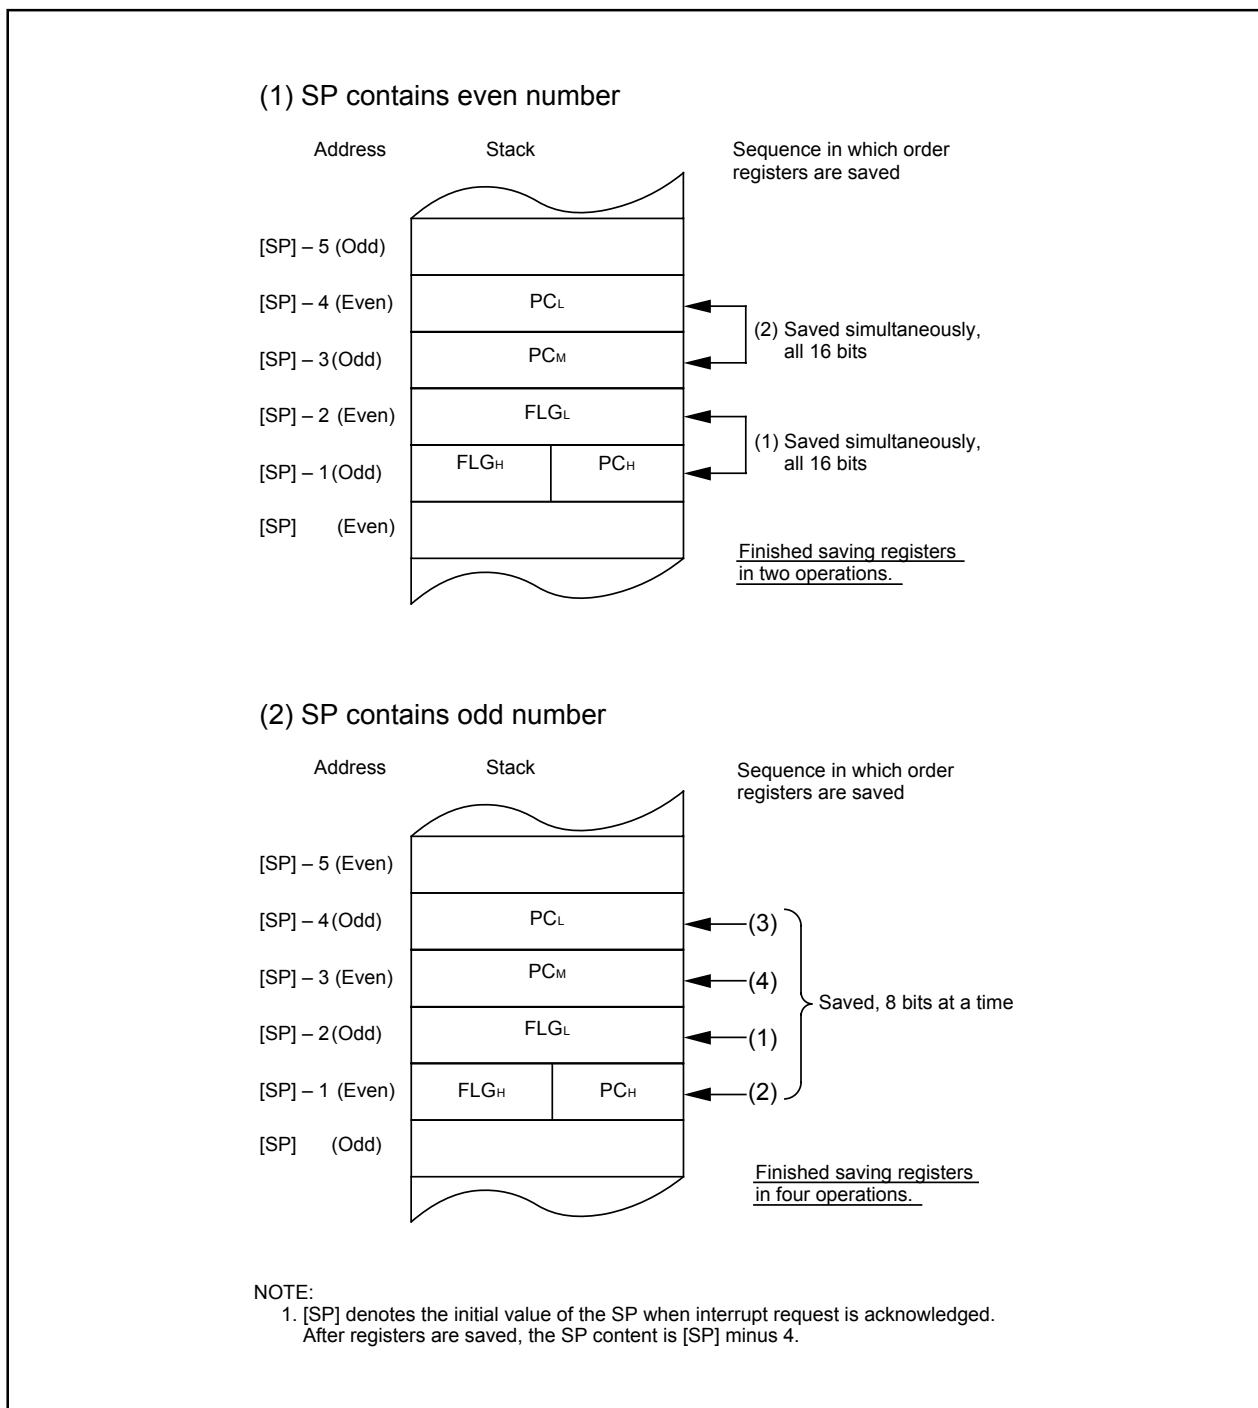 (1) SP contains even number
Address Stack Sequence in which order
registers are saved
[SP] – 5 (Odd)
[SP] – 4 (Even) PCL
(2) Saved simultaneously,
all 16 bits
[SP] – 3 (Odd) PCM
[SP] – 2 (Even) FLGL
(1) Saved simultaneously,
all 16 bits
[SP] – 1 (Odd) FLGH PCH
[SP] (Even)
Finished saving registers
in two operations.
(2) SP contains odd number
Address Stack Sequence in which order
registers are saved
[SP] – 5 (Even)
[SP] – 4 (Odd) PCL (3)
[SP] – 3 (Even) PCM (4)
Saved, 8 bits at a time
[SP] – 2 (Odd) FLGL (1)
[SP] – 1 (Even) FLGH PCH (2)
[SP] (Odd)
Finished saving registers
in four operations.
NOTE:
1. [SP] denotes the initial value of the SP when interrupt request is acknowledged.
After registers are saved, the SP content is [SP] minus 4.